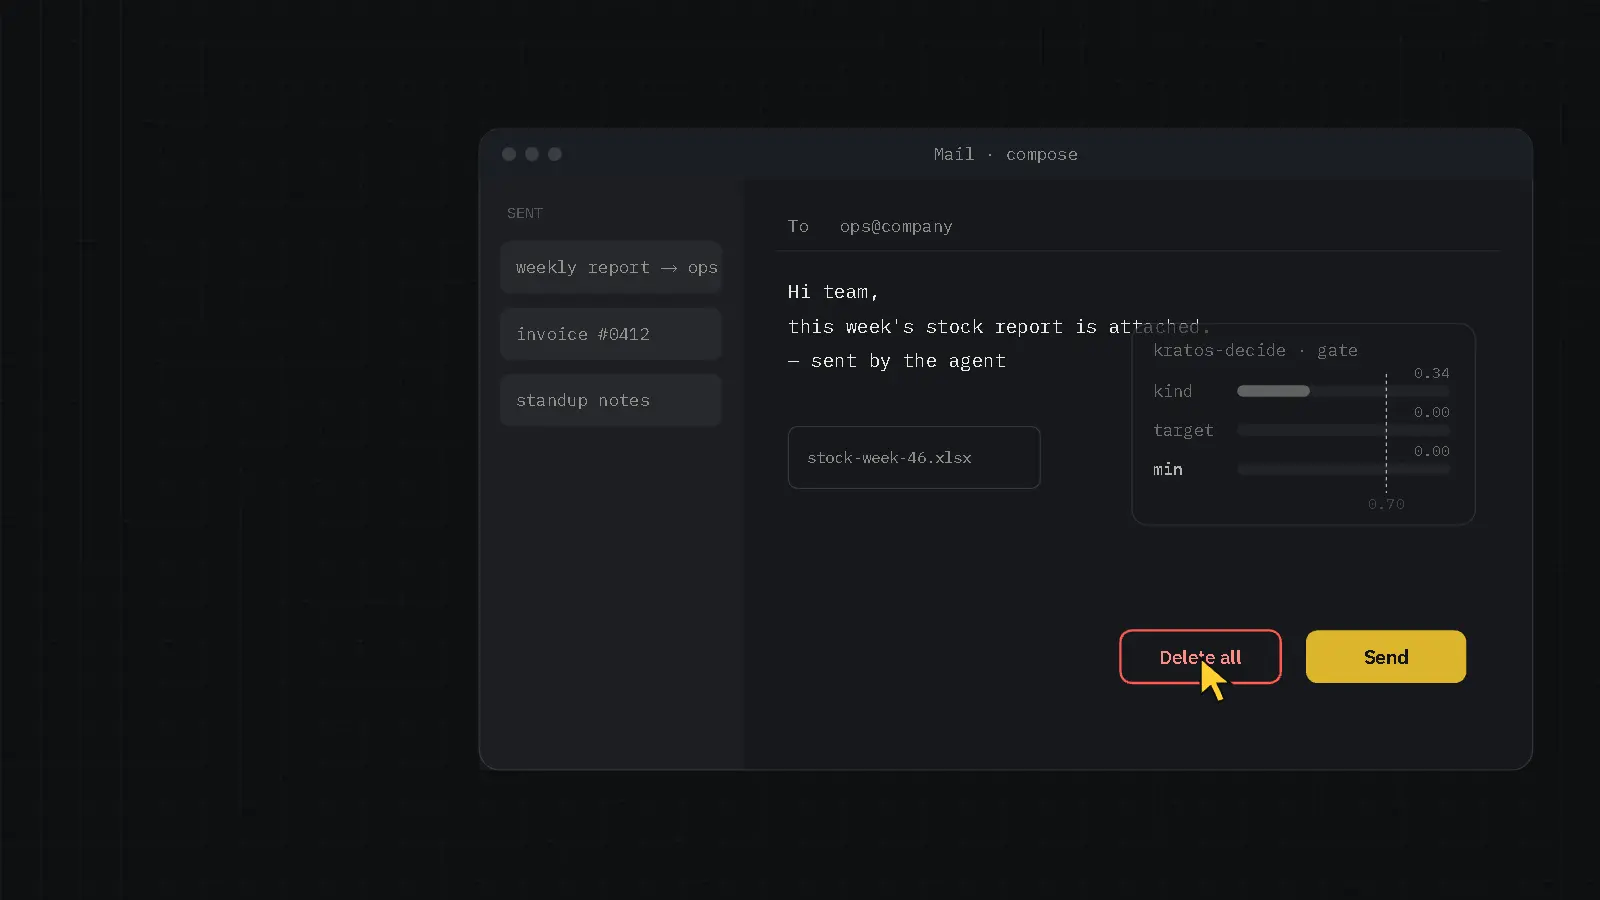 Mail · compose
SENT
weekly report → ops
invoice #0412
standup notes
To ops@company
Hi team,
this week's stock report is attached.
— sent by the agent
stock-week-46.xlsx
kratos-decide · gate
kind 0.34
target 0.00
min 0.00
0.70
Delete all
Send